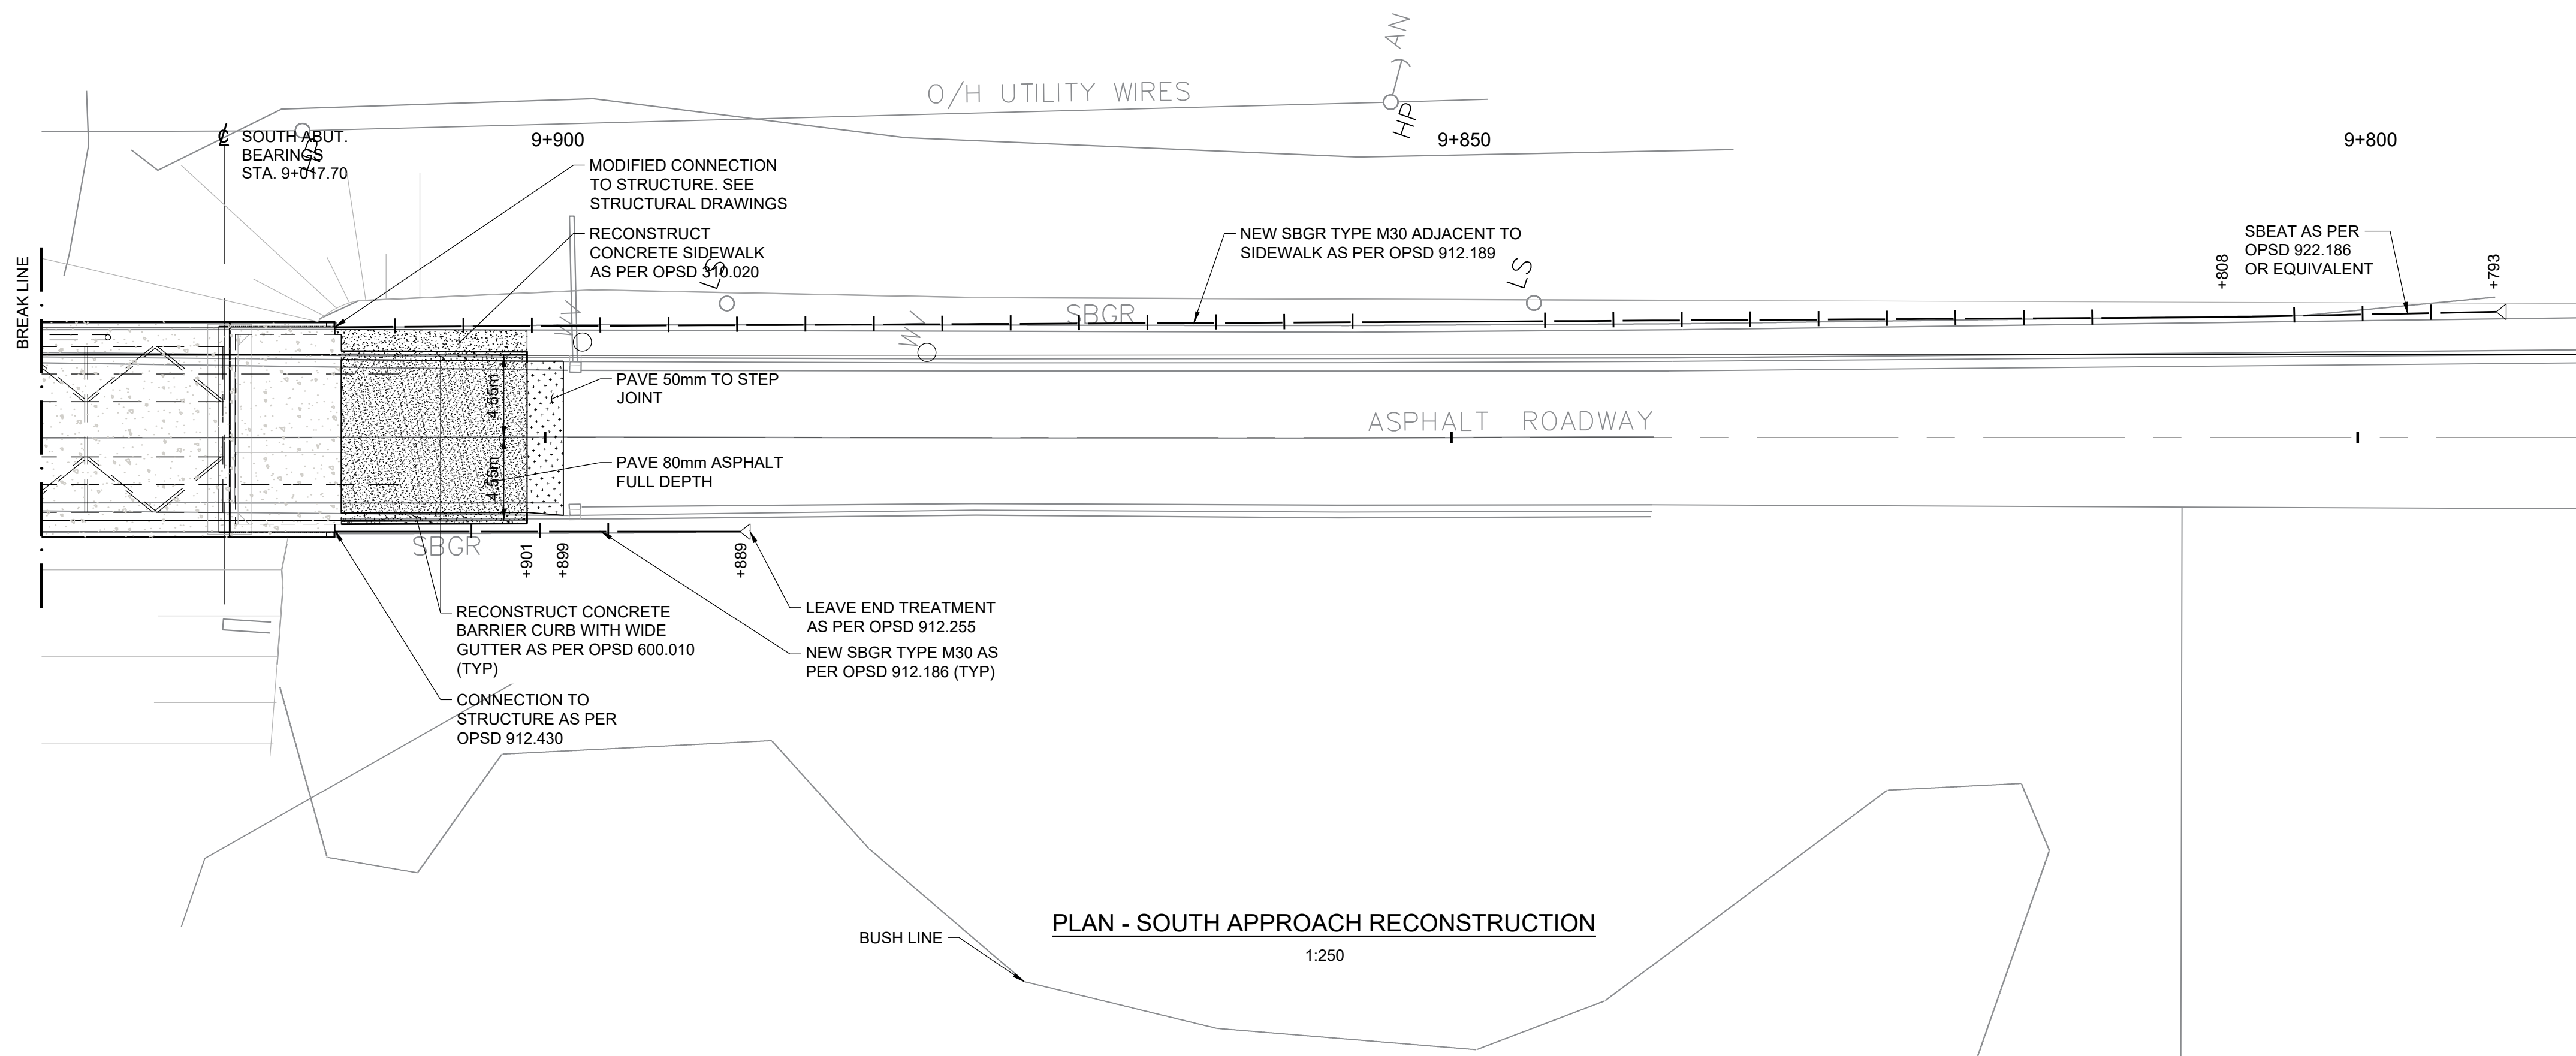 AN
O/H UTILITY WIRES
HP
9+900
9+850
9+800
℄ SOUTH ABUT.
BEARINGS
STA. 9+017.70
MODIFIED CONNECTION
TO STRUCTURE. SEE
STRUCTURAL DRAWINGS
RECONSTRUCT
CONCRETE SIDEWALK
AS PER OPSD 310.020
LS
LS
NEW SBGR TYPE M30 ADJACENT TO
SIDEWALK AS PER OPSD 912.189
+808
SBEAT AS PER
OPSD 922.186
OR EQUIVALENT
+793
BREAK LINE
SBGR
4.55m
PAVE 50mm TO STEP
JOINT
ASPHALT ROADWAY
4.55m
PAVE 80mm ASPHALT
FULL DEPTH
SBGR
+901
+899
+889
RECONSTRUCT CONCRETE
BARRIER CURB WITH WIDE
GUTTER AS PER OPSD 600.010
(TYP)
LEAVE END TREATMENT
AS PER OPSD 912.255
NEW SBGR TYPE M30 AS
PER OPSD 912.186 (TYP)
CONNECTION TO
STRUCTURE AS PER
OPSD 912.430
BUSH LINE
PLAN - SOUTH APPROACH RECONSTRUCTION
1:250